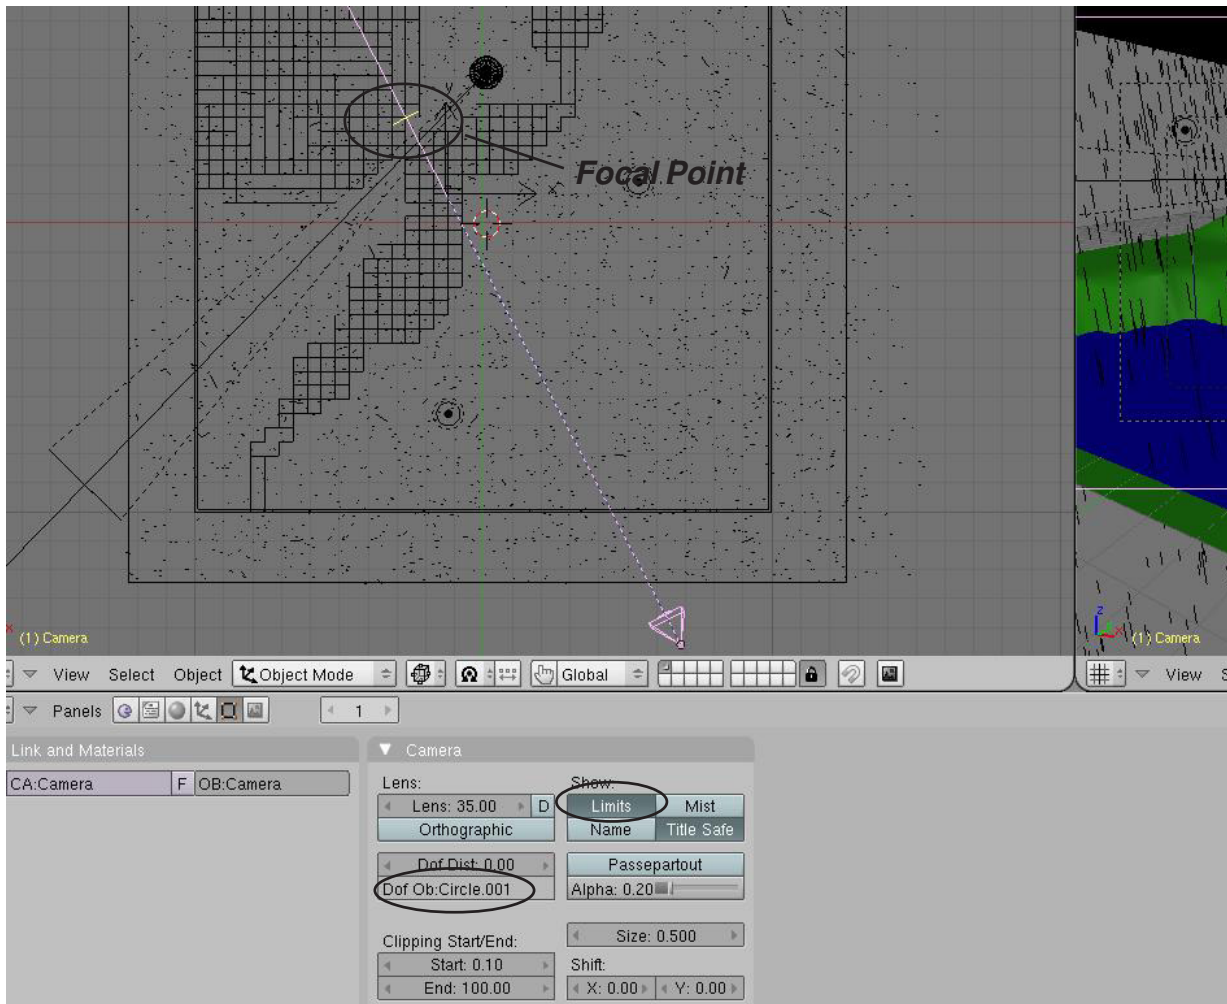 Focal Point
x
(1) Camera
z
x
(1) Camera
View Select Object Object Mode Global
View S
Panels 1
Link and Materials
Camera
CA:Camera F OB:Camera
Lens:
Show:
Lens: 35.00 D
Limits Mist
Orthographic
Name Title Safe
Dof Dist: 0.00
Passepartout
Dof Ob:Circle.001
Alpha: 0.20
Size: 0.500
Clipping Start/End:
Start: 0.10
Shift:
End: 100.00
X: 0.00 Y: 0.00